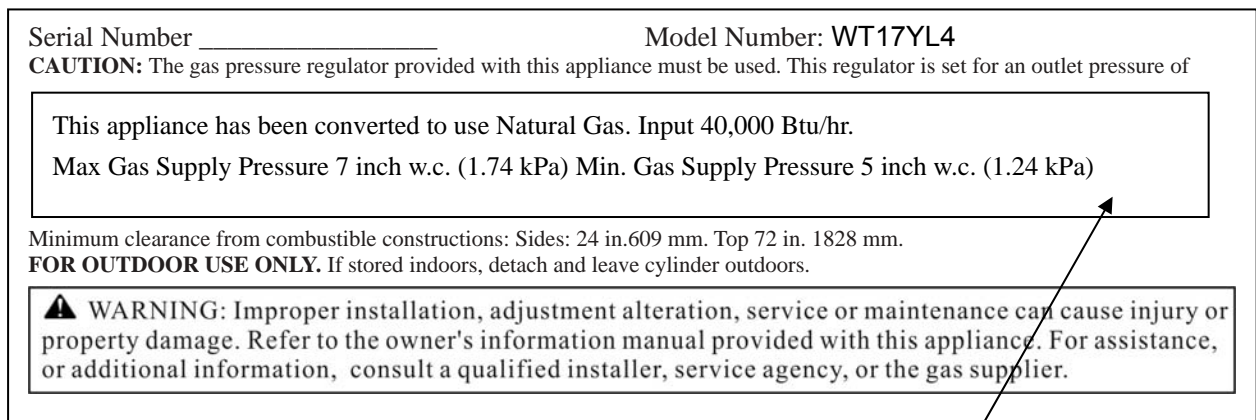 Serial Number _________________ Model Number: WT17YL4
CAUTION: The gas pressure regulator provided with this appliance must be used. This regulator is set for an outlet pressure of
This appliance has been converted to use Natural Gas. Input 40,000 Btu/hr.
Max Gas Supply Pressure 7 inch w.c. (1.74 kPa) Min. Gas Supply Pressure 5 inch w.c. (1.24 kPa)
Minimum clearance from combustible constructions: Sides: 24 in.609 mm. Top 72 in. 1828 mm.
FOR OUTDOOR USE ONLY. If stored indoors, detach and leave cylinder outdoors.
⚠ WARNING: Improper installation, adjustment alteration, service or maintenance can cause injury or
property damage. Refer to the owner's information manual provided with this appliance. For assistance,
or additional information, consult a qualified installer, service agency, or the gas supplier.